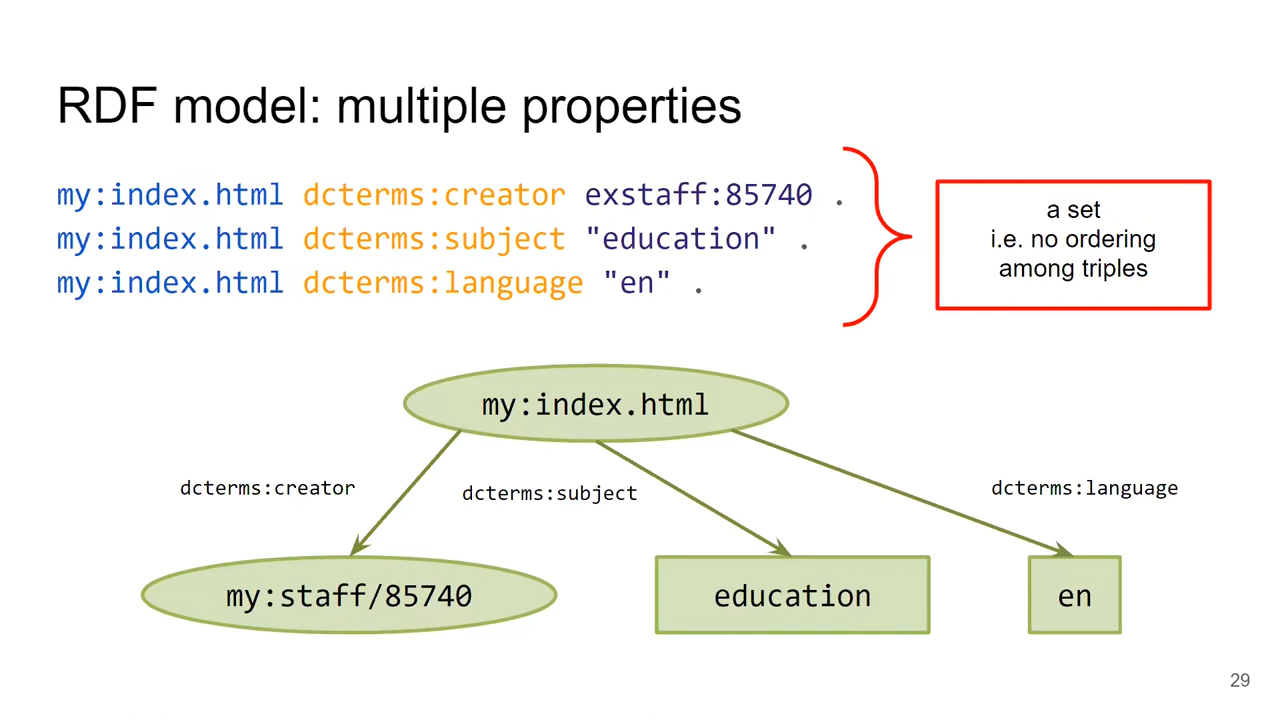 RDF model: multiple properties
my:index.html dcterms:creator exstaff:85740 .
my:index.html dcterms:subject "education" .
my:index.html dcterms:language "en" .
a set
i.e. no ordering
among triples
my:index.html
dcterms:creator
dcterms:subject
dcterms:language
my:staff/85740
education
en
29